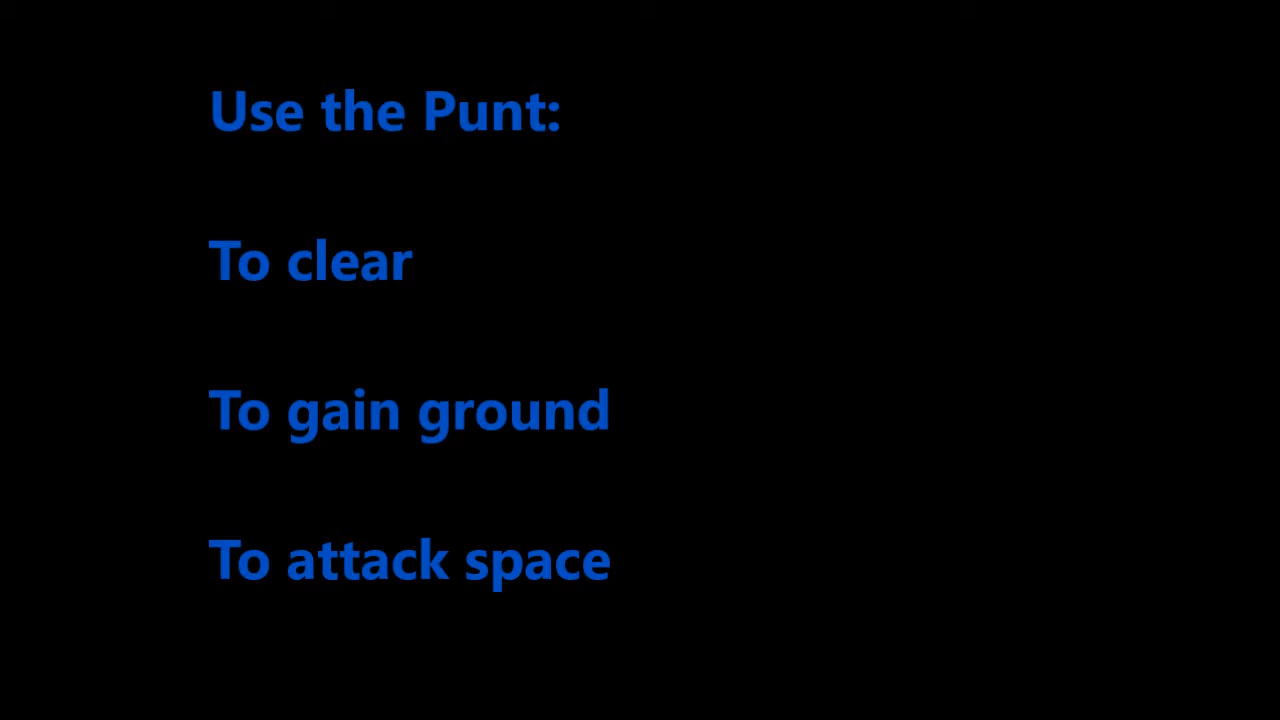 Use the Punt:
To clear
To gain ground
To attack space